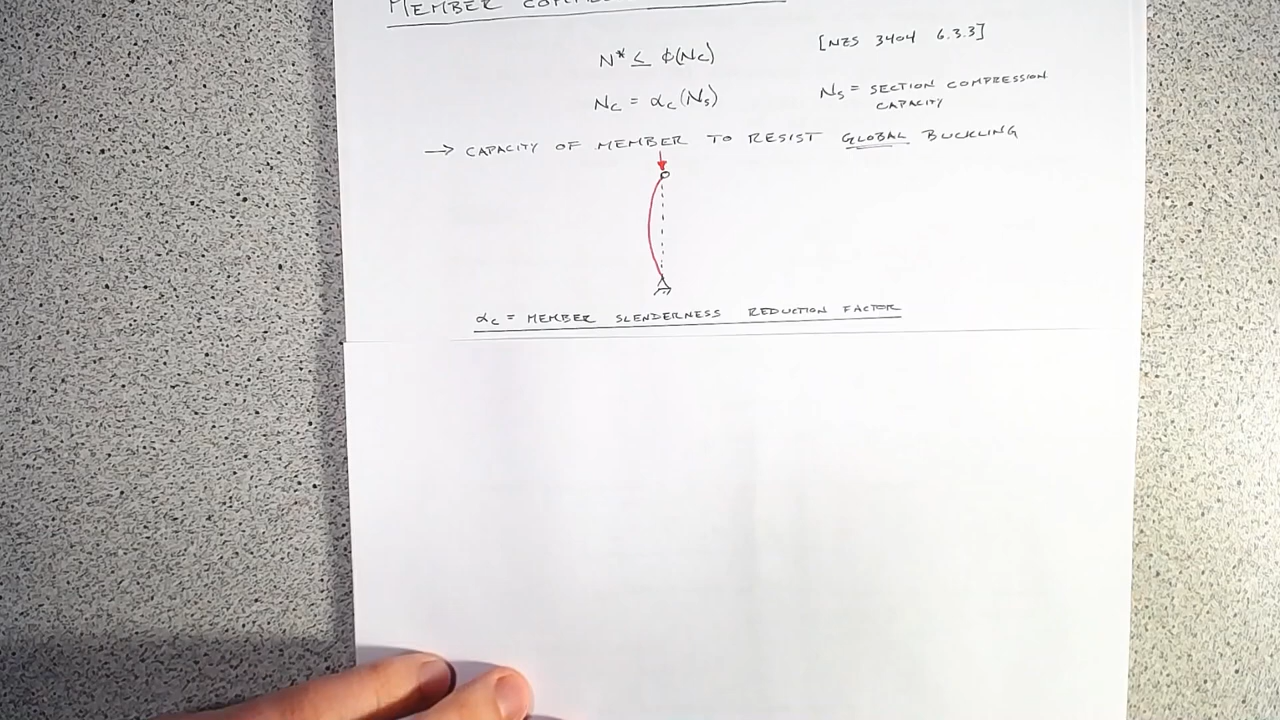 MEMBER
N* ≤ φ(Nc)
[NZS 3404 6.3.3]
Nc = αc(Ns)
Ns = SECTION COMPRESSION
CAPACITY
→ CAPACITY OF MEMBER TO RESIST GLOBAL BUCKLING
αc = MEMBER SLENDERNESS REDUCTION FACTOR